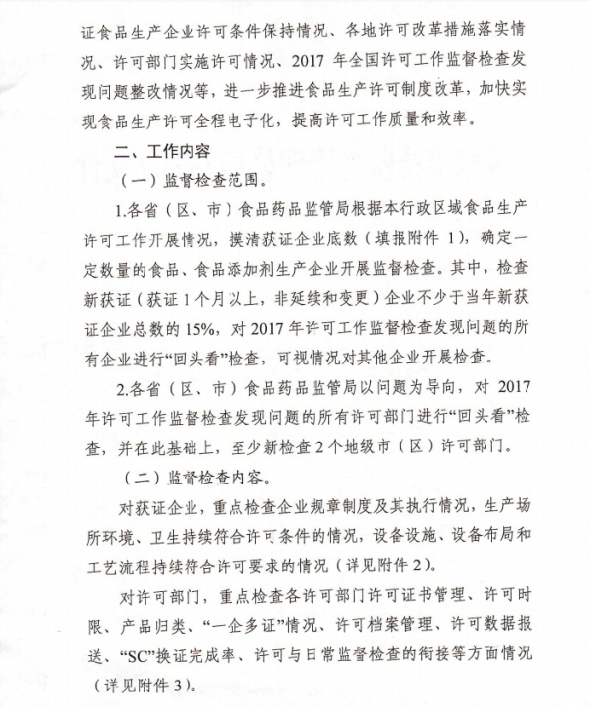 证食品生产企业许可条件保持情况、各地许可改革措施落实情
况、许可部门实施许可情况、2017 年全国许可工作监督检查发
现问题整改情况等，进一步推进食品生产许可制度改革，加快实
现食品生产许可全程电子化，提高许可工作质量和效率。
二、工作内容
（一）监督检查范围。
1.各省（区、市）食品药品监管局根据本行政区域食品生产
许可工作开展情况，摸清获证企业底数（填报附件 1），确定一
定数量的食品、食品添加剂生产企业开展监督检查。其中，检查
新获证（获证 1 个月以上，非延续和变更）企业不少于当年新获
证企业总数的 15%，对 2017 年许可工作监督检查发现问题的所
有企业进行“回头看”检查，可视情况对其他企业开展检查。
2.各省（区、市）食品药品监管局以问题为导向，对 2017
年许可工作监督检查发现问题的所有许可部门进行“回头看”检
查，并在此基础上，至少新检查 2 个地级市（区）许可部门。
（二）监督检查内容。
对获证企业，重点检查企业规章制度及其执行情况，生产场
所环境、卫生持续符合许可条件的情况，设备设施、设备布局和
工艺流程持续符合许可要求的情况（详见附件 2）。
对许可部门，重点检查各许可部门许可证书管理、许可时
限、产品归类、“一企多证”情况、许可档案管理、许可数据报
送、“SC”换证完成率、许可与日常监督检查的衔接等方面情况
（详见附件 3）。